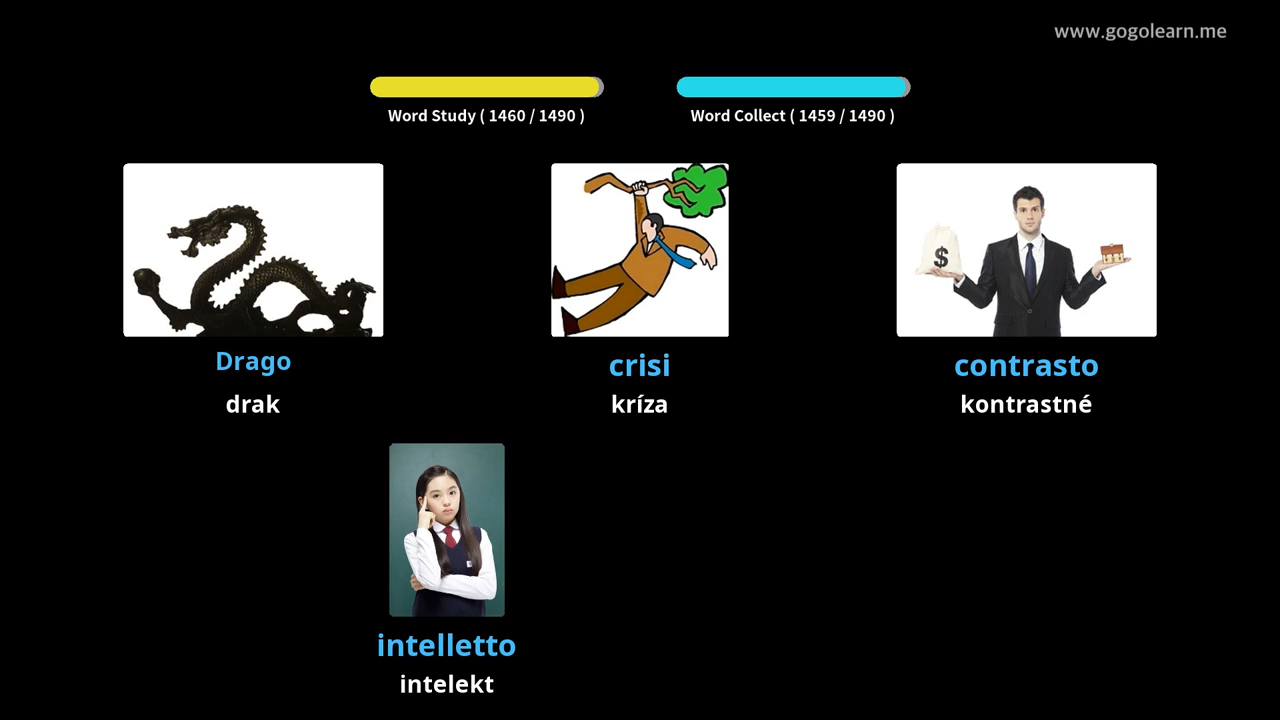 www.gogolearn.me
Word Study ( 1460 / 1490 )
Word Collect ( 1459 / 1490 )
$
Drago
crisi
contrasto
drak
kríza
kontrastné
intelletto
intelekt